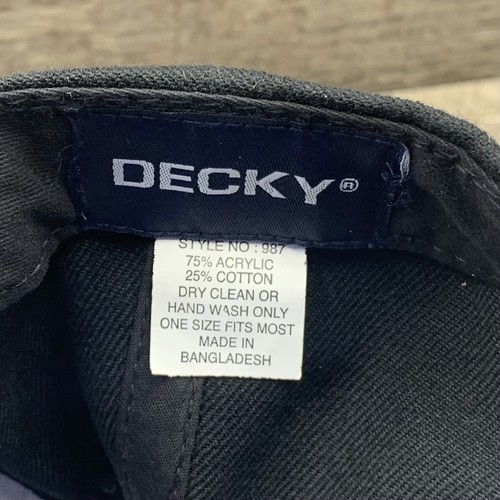 DECKY®
STYLE NO : 987
75% ACRYLIC
25% COTTON
DRY CLEAN OR
HAND WASH ONLY
ONE SIZE FITS MOST
MADE IN
BANGLADESH